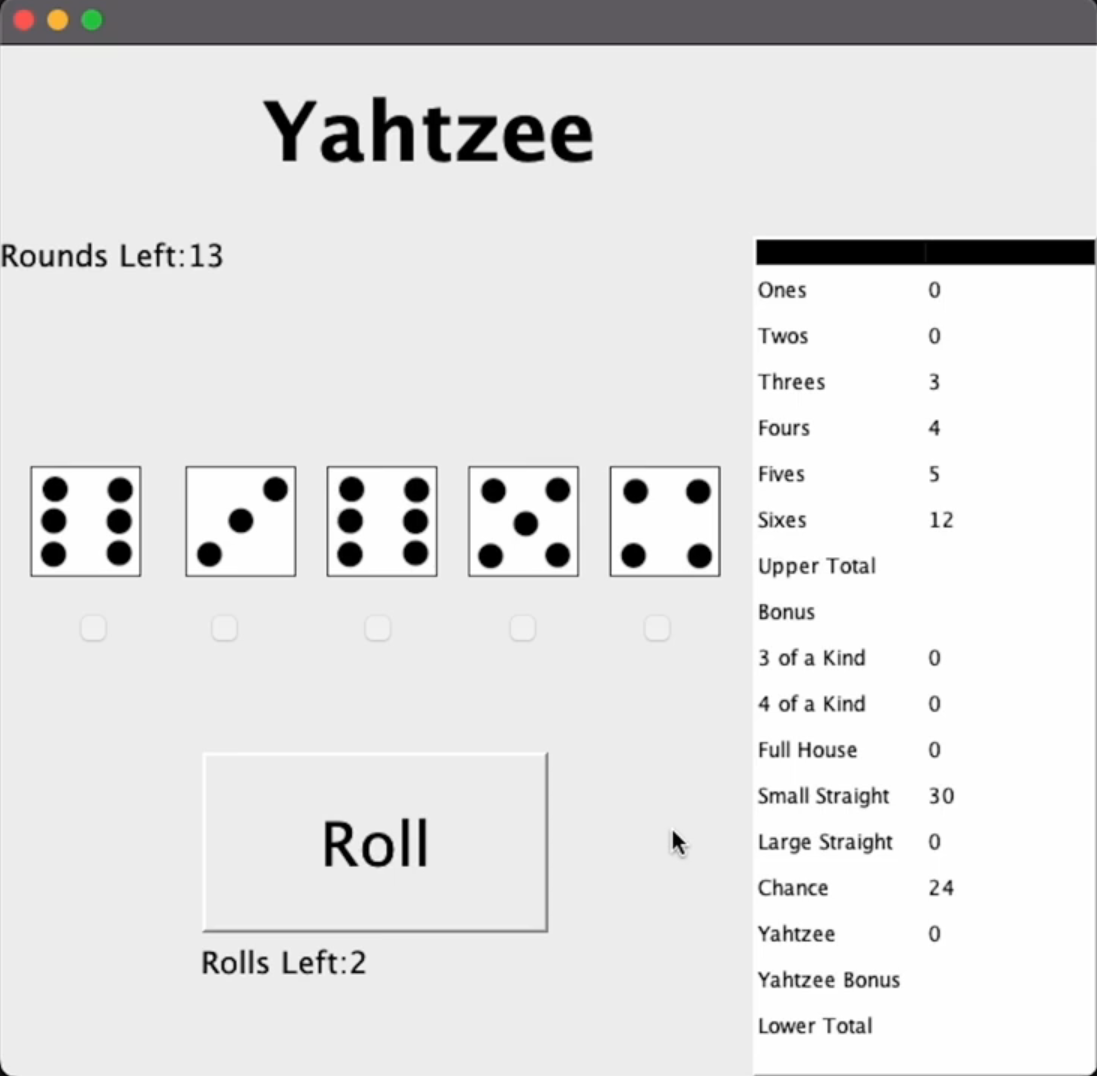 Yahtzee
Rounds Left:13
Ones 0
Twos 0
Threes 3
Fours 4
Fives 5
Sixes 12
Upper Total
Bonus
3 of a Kind 0
4 of a Kind 0
Full House 0
Small Straight 30
Large Straight 0
Chance 24
Yahtzee 0
Yahtzee Bonus
Lower Total
Roll
Rolls Left:2